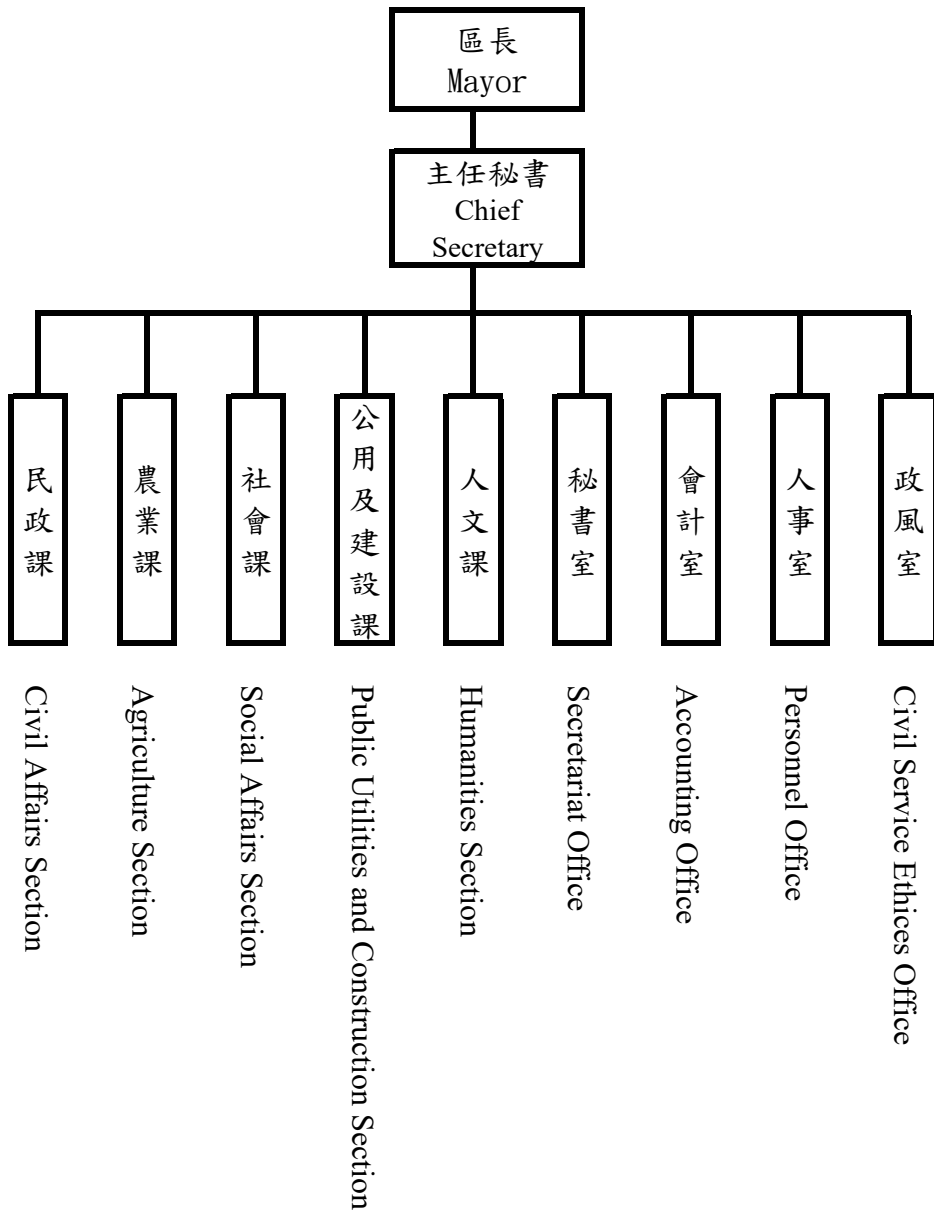 區長
Mayor
主任秘書
Chief
Secretary
民政課
農業課
社會課
公用及建設課
人文課
秘書室
會計室
人事室
政風室
Civil Affairs Section
Agriculture Section
Social Affairs Section
Public Utilities and Construction Section
Humanities Section
Secretariat Office
Accounting Office
Personnel Office
Civil Service Ethices Office